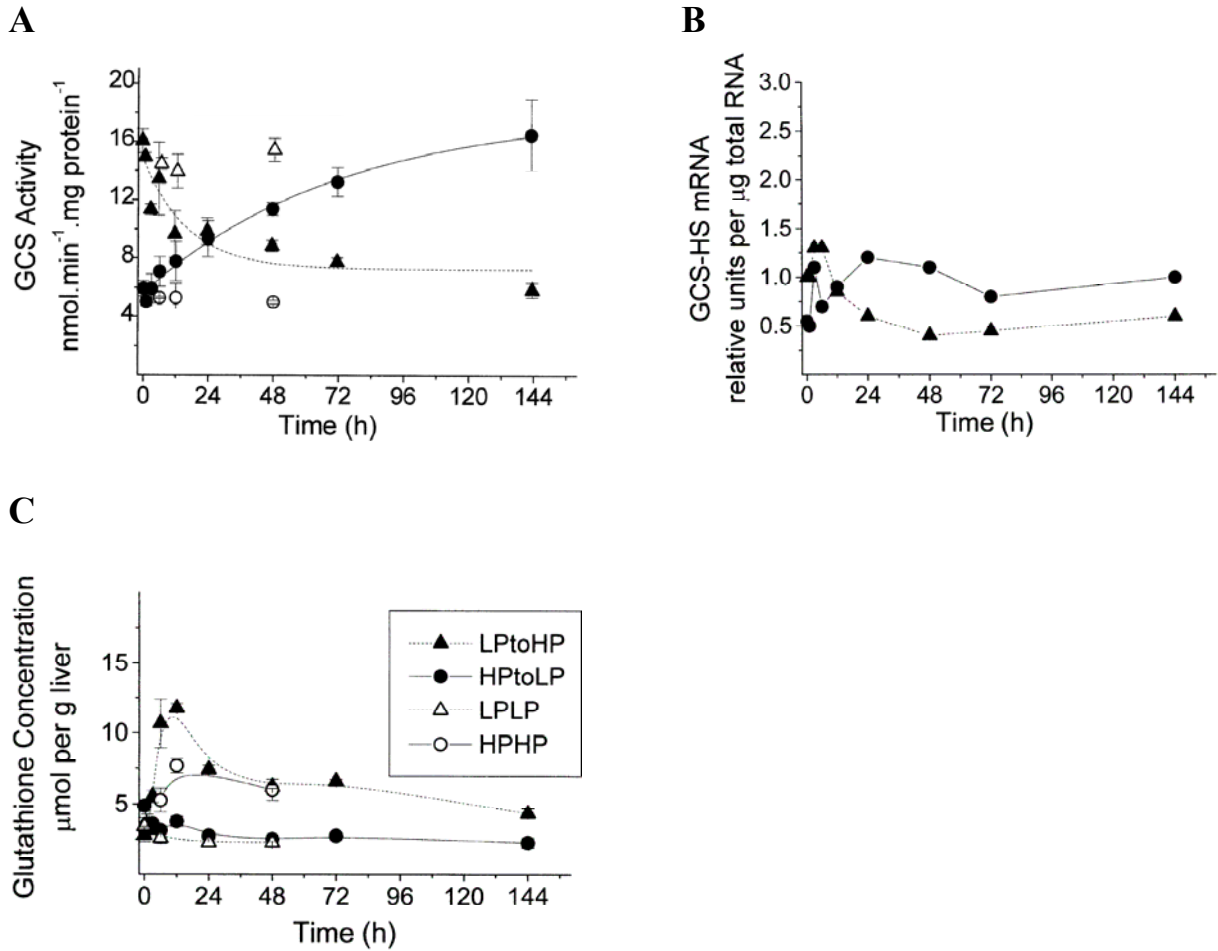 A
GCS Activity
nmol.min⁻¹.mg protein⁻¹
20
16
12
8
4
0 24 48 72 96 120 144
Time (h)
B
GCS-HS mRNA
relative units per µg total RNA
3.0
2.5
2.0
1.5
1.0
0.5
0 24 48 72 96 120 144
Time (h)
C
Glutathione Concentration
µmol per g liver
15
10
5
0 24 48 72 96 120 144
Time (h)
LPtoHP
HPtoLP
LPLP
HPHP